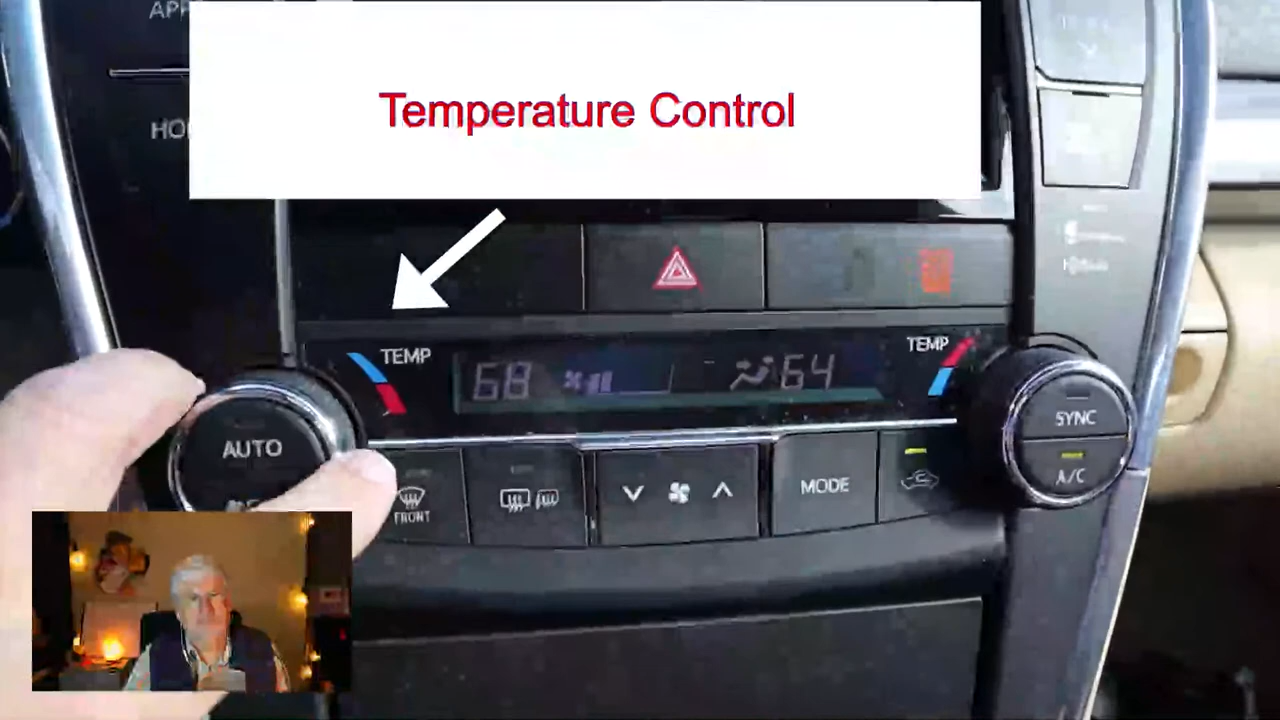 Temperature Control
TEMP
68
64
TEMP
AUTO
SYNC
A/C
FRONT
MODE